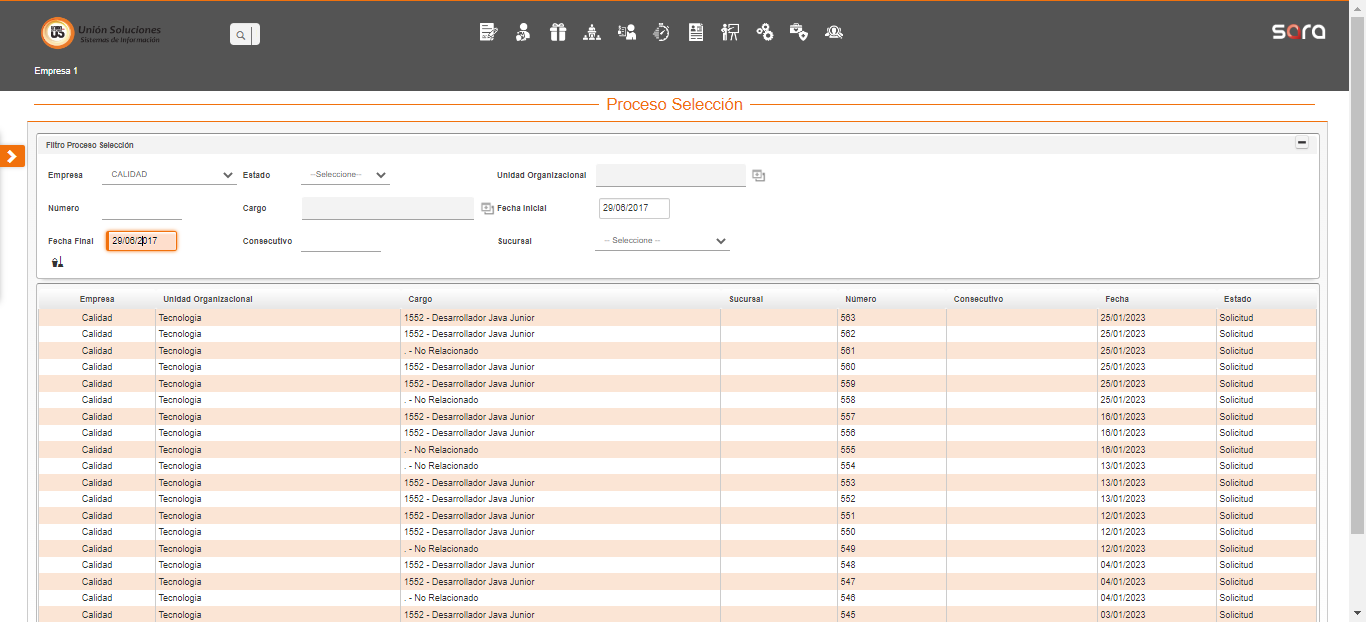 Unión Soluciones
Sistemas de Información
sara
Empresa 1
Proceso Selección
Filtro Proceso Selección
Empresa CALIDAD Estado --Seleccione-- Unidad Organizacional
Número Cargo Fecha Inicial 29/06/2017
Fecha Final 29/06/2017 Consecutivo Sucursal -- Seleccione --
Empresa Unidad Organizacional Cargo Sucursal Número Consecutivo Fecha Estado
Calidad Tecnologia 1552 - Desarrollador Java Junior 563 25/01/2023 Solicitud
Calidad Tecnologia 1552 - Desarrollador Java Junior 562 25/01/2023 Solicitud
Calidad Tecnologia . - No Relacionado 561 25/01/2023 Solicitud
Calidad Tecnologia 1552 - Desarrollador Java Junior 560 25/01/2023 Solicitud
Calidad Tecnologia 1552 - Desarrollador Java Junior 559 25/01/2023 Solicitud
Calidad Tecnologia . - No Relacionado 558 25/01/2023 Solicitud
Calidad Tecnologia 1552 - Desarrollador Java Junior 557 16/01/2023 Solicitud
Calidad Tecnologia 1552 - Desarrollador Java Junior 556 16/01/2023 Solicitud
Calidad Tecnologia . - No Relacionado 555 16/01/2023 Solicitud
Calidad Tecnologia . - No Relacionado 554 13/01/2023 Solicitud
Calidad Tecnologia 1552 - Desarrollador Java Junior 553 13/01/2023 Solicitud
Calidad Tecnologia 1552 - Desarrollador Java Junior 552 13/01/2023 Solicitud
Calidad Tecnologia 1552 - Desarrollador Java Junior 551 12/01/2023 Solicitud
Calidad Tecnologia 1552 - Desarrollador Java Junior 550 12/01/2023 Solicitud
Calidad Tecnologia . - No Relacionado 549 12/01/2023 Solicitud
Calidad Tecnologia 1552 - Desarrollador Java Junior 548 04/01/2023 Solicitud
Calidad Tecnologia 1552 - Desarrollador Java Junior 547 04/01/2023 Solicitud
Calidad Tecnologia . - No Relacionado 546 04/01/2023 Solicitud
Calidad Tecnologia 1552 - Desarrollador Java Junior 545 03/01/2023 Solicitud